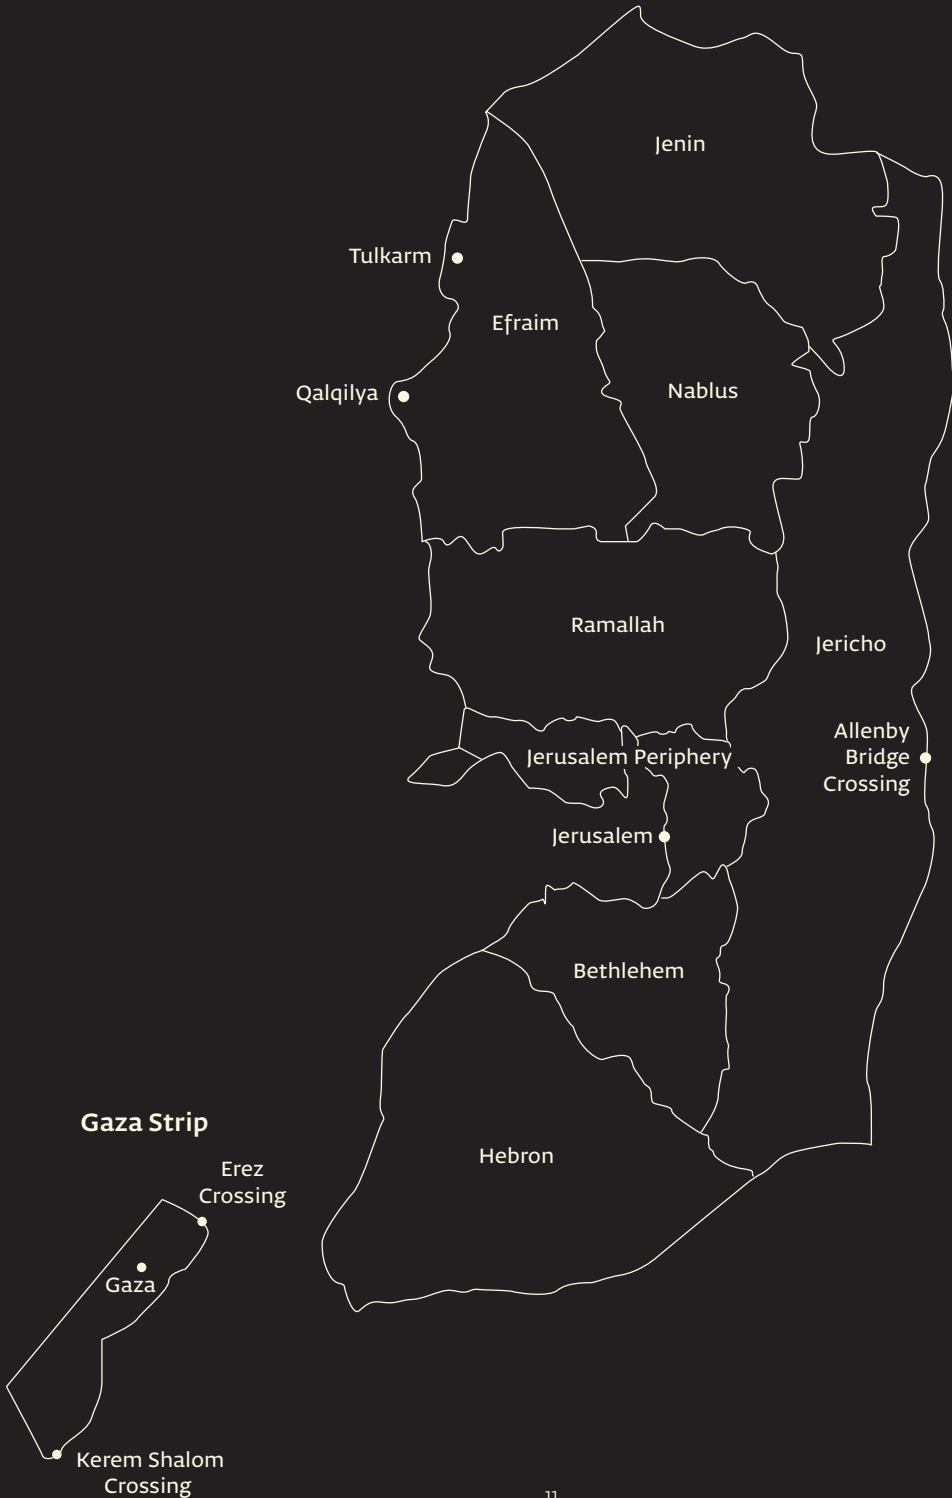 Jenin
Tulkarm
Efraim
Nablus
Qalqilya
Ramallah
Jericho
Allenby
Bridge
Crossing
Jerusalem Periphery
Jerusalem
Bethlehem
Gaza Strip
Hebron
Erez
Crossing
Gaza
Kerem Shalom
Crossing
11